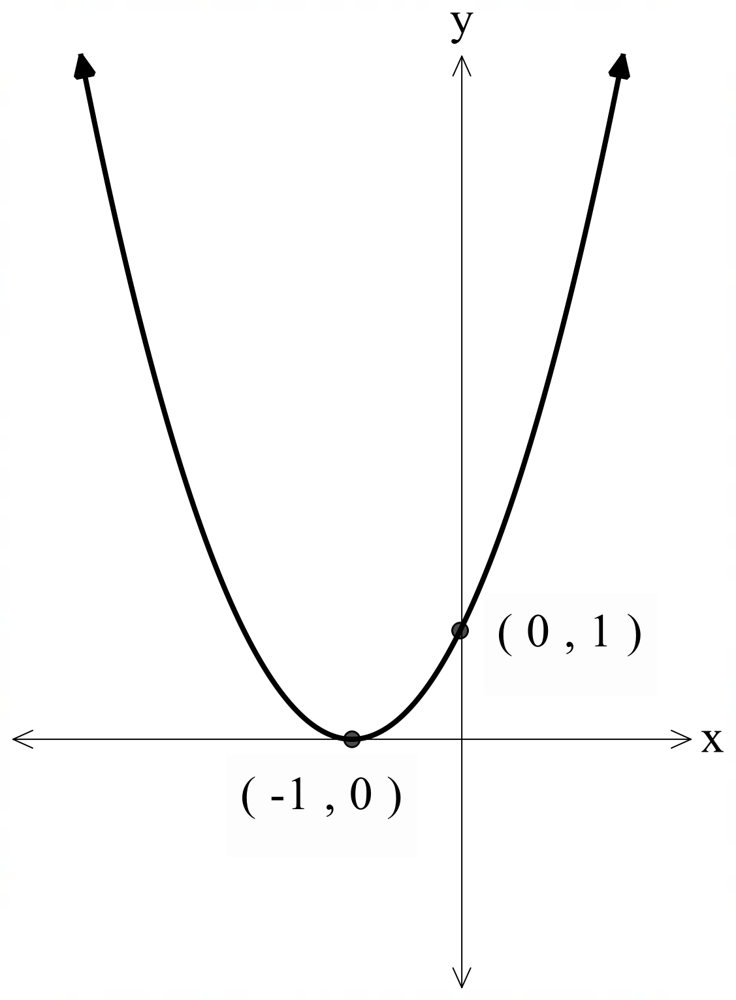 y
( 0 , 1 )
x
( -1 , 0 )